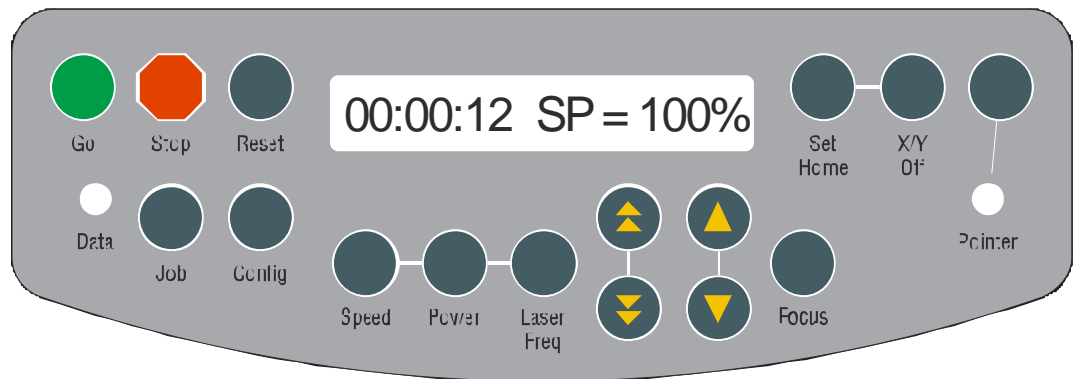 00:00:12 SP = 100%
Go
Stop
Reset
Set
Home
X/Y
Off
Data
Job
Config
Pointer
Speed
Power
Laser
Freq
Focus